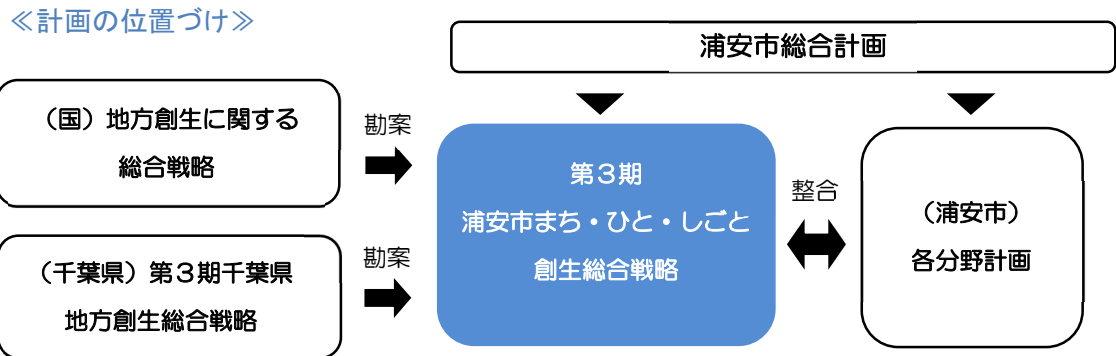 ≪計画の位置づけ≫
浦安市総合計画
（国）地方創生に関する
総合戦略
勘案
（千葉県）第３期千葉県
地方創生総合戦略
勘案
第３期
浦安市まち・ひと・しごと
創生総合戦略
整合
（浦安市）
各分野計画